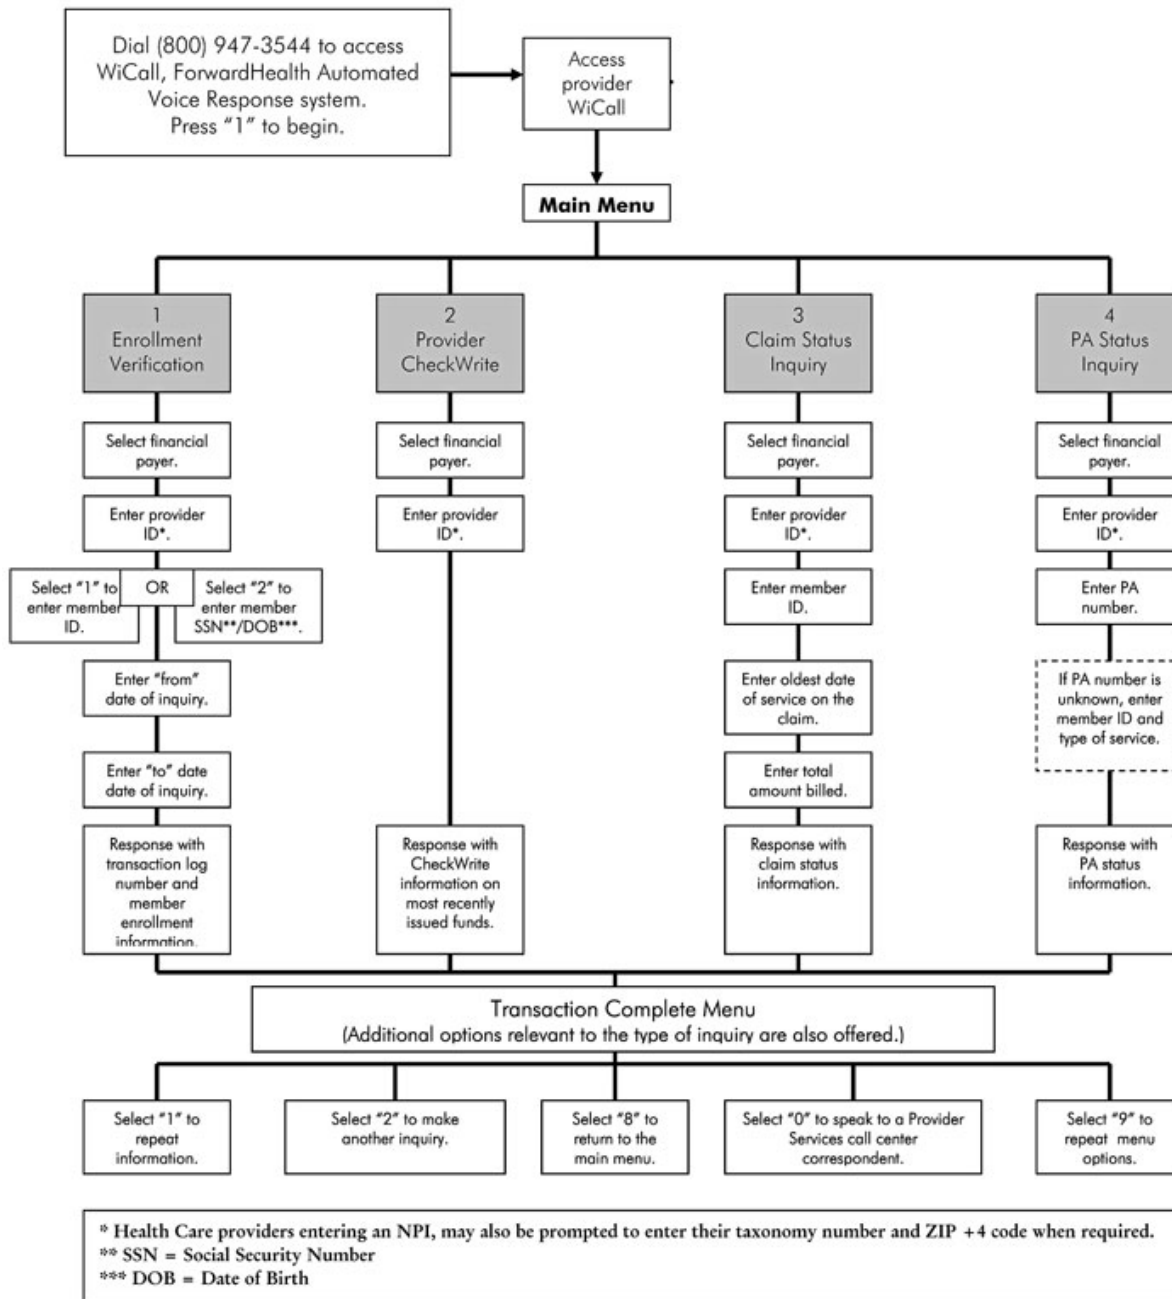 Dial (800) 947-3544 to access
WiCall, ForwardHealth Automated
Voice Response system.
Press "1" to begin.
Access
provider
WiCall
Main Menu
1
Enrollment
Verification
2
Provider
CheckWrite
3
Claim Status
Inquiry
4
PA Status
Inquiry
Select financial
payer.
Select financial
payer.
Select financial
payer.
Select financial
payer.
Enter provider
ID*.
Enter provider
ID*.
Enter provider
ID*.
Enter provider
ID*.
Select "1" to
enter member
ID.
OR
Select "2" to
enter member
SSN**/DOB***.
Enter member
ID.
Enter PA
number.
Enter "from"
date of inquiry.
Enter oldest date
of service on the
claim.
If PA number is
unknown, enter
member ID and
type of service.
Enter "to" date
date of inquiry.
Enter total
amount billed.
Response with
transaction log
number and
member
enrollment
information.
Response with
CheckWrite
information on
most recently
issued funds.
Response with
claim status
information.
Response with
PA status
information.
Transaction Complete Menu
(Additional options relevant to the type of inquiry are also offered.)
Select "1" to
repeat
information.
Select "2" to make
another inquiry.
Select "8" to
return to the
main menu.
Select "0" to speak to a Provider
Services call center
correspondent.
Select "9" to
repeat menu
options.
* Health Care providers entering an NPI, may also be prompted to enter their taxonomy number and ZIP +4 code when required.
** SSN = Social Security Number
*** DOB = Date of Birth